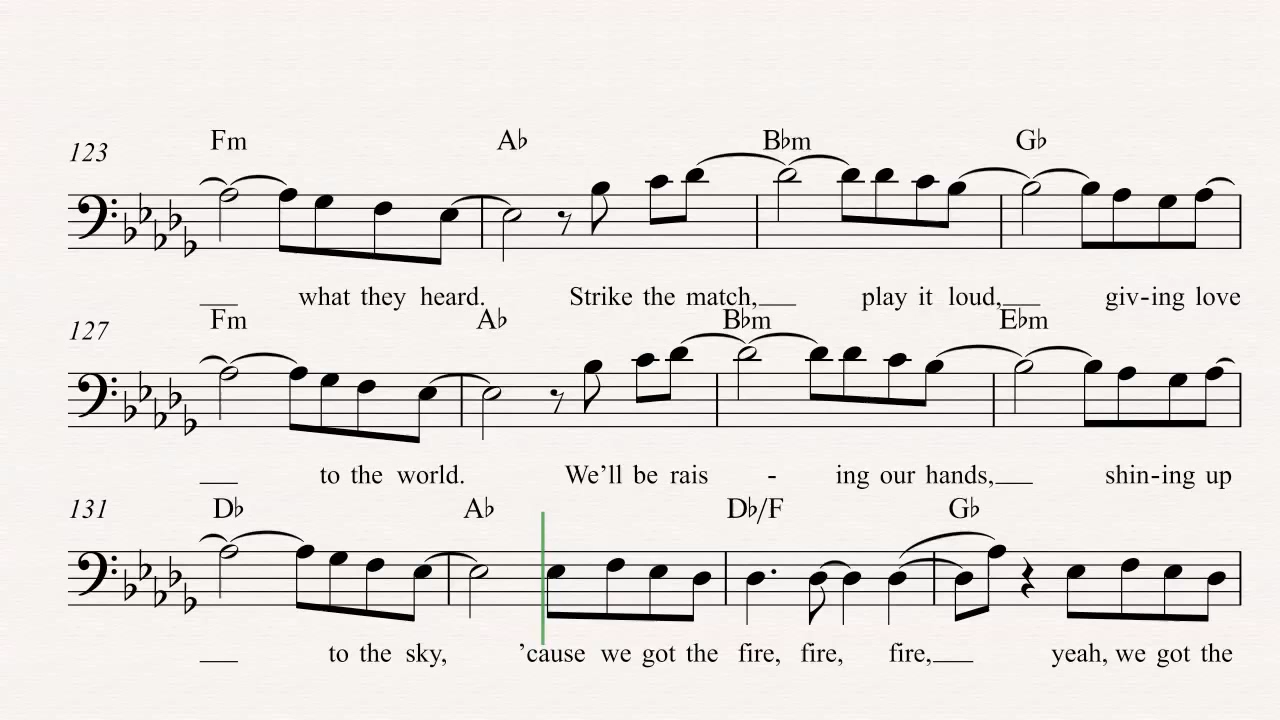 Fm A♭ B♭m G♭
123
what they heard. Strike the match, play it loud, giv-ing love
Fm A♭ B♭m E♭m
127
to the world. We'll be rais - ing our hands, shin-ing up
D♭ A♭ D♭/F G♭
131
to the sky, 'cause we got the fire, fire, fire, yeah, we got the